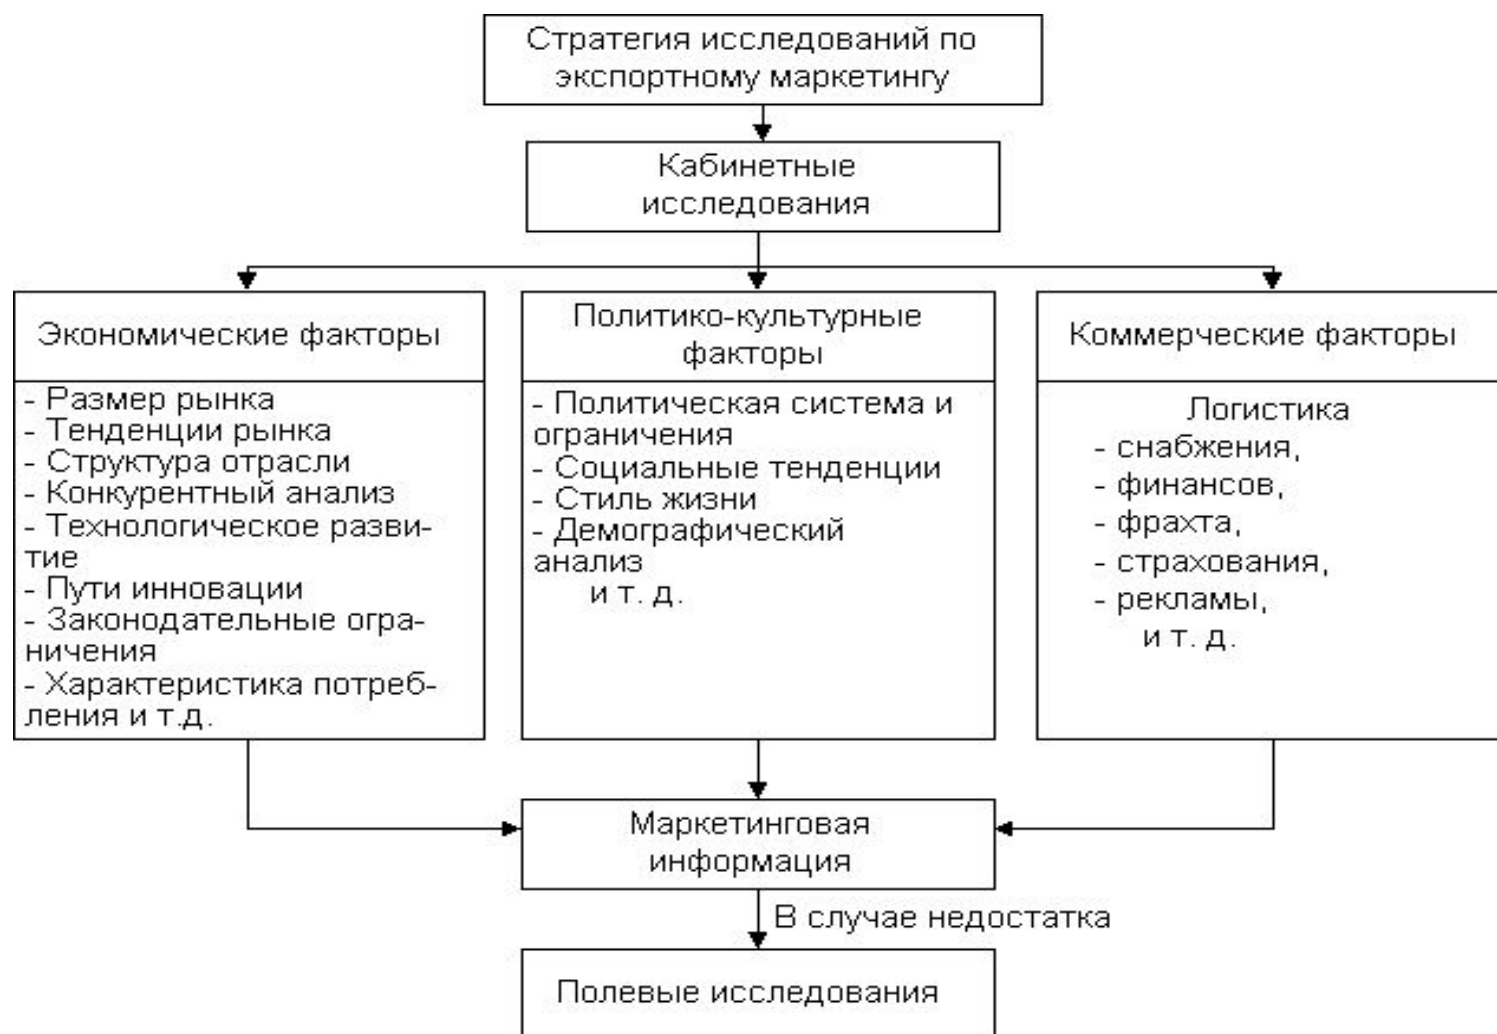 Стратегия исследований по
экспортному маркетингу
Кабинетные
исследования
Экономические факторы
- Размер рынка
- Тенденции рынка
- Структура отрасли
- Конкурентный анализ
- Технологическое разви-
тие
- Пути инновации
- Законодательные огра-
ничения
- Характеристика потреб-
ления и т.д.
Политико-культурные
факторы
- Политическая система и
ограничения
- Социальные тенденции
- Стиль жизни
- Демографический
анализ
и т. д.
Коммерческие факторы
Логистика
- снабжения,
- финансов,
- фрахта,
- страхования,
- рекламы,
и т. д.
Маркетинговая
информация
В случае недостатка
Полевые исследования